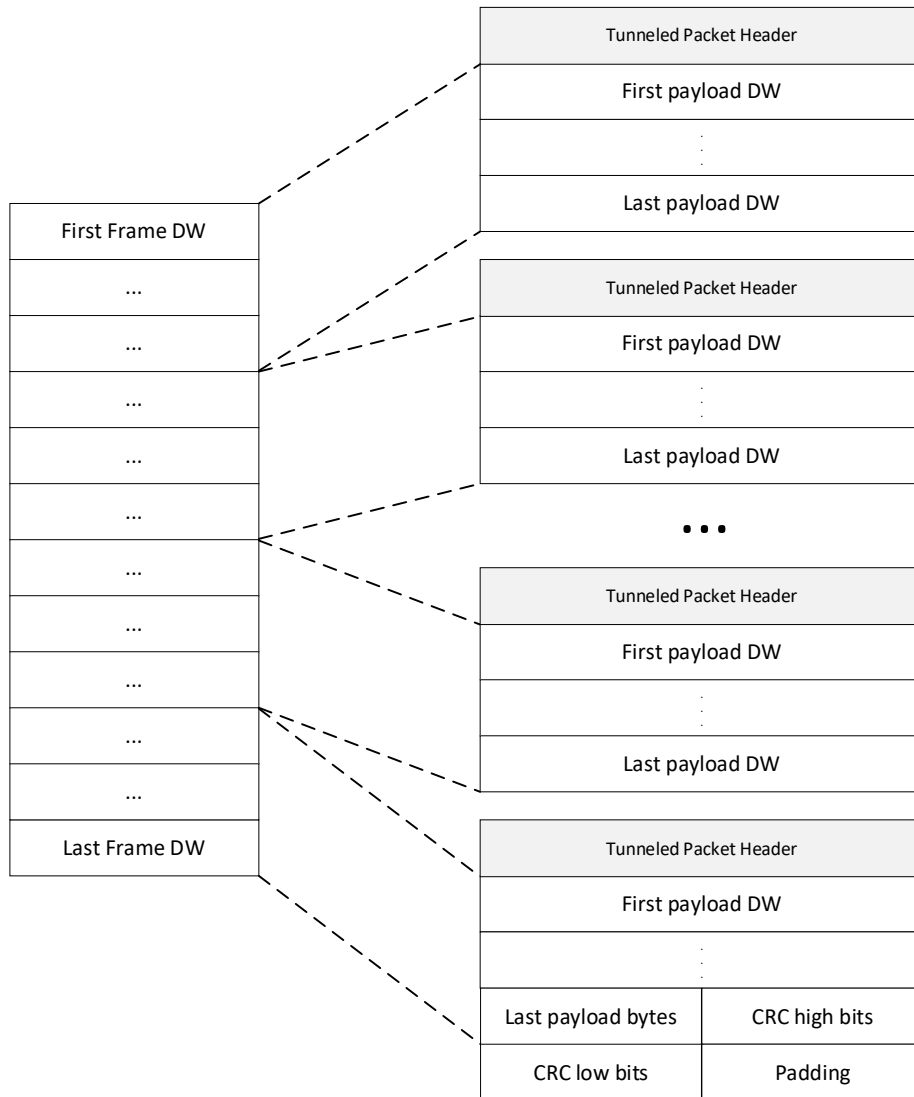 First Frame DW
...
...
...
...
...
...
...
...
...
...
Last Frame DW
Tunneled Packet Header
First payload DW
.
.
.
Last payload DW
Tunneled Packet Header
First payload DW
.
.
.
Last payload DW
...
Tunneled Packet Header
First payload DW
.
.
.
Last payload DW
Tunneled Packet Header
First payload DW
.
.
.
Last payload bytes CRC high bits
CRC low bits Padding